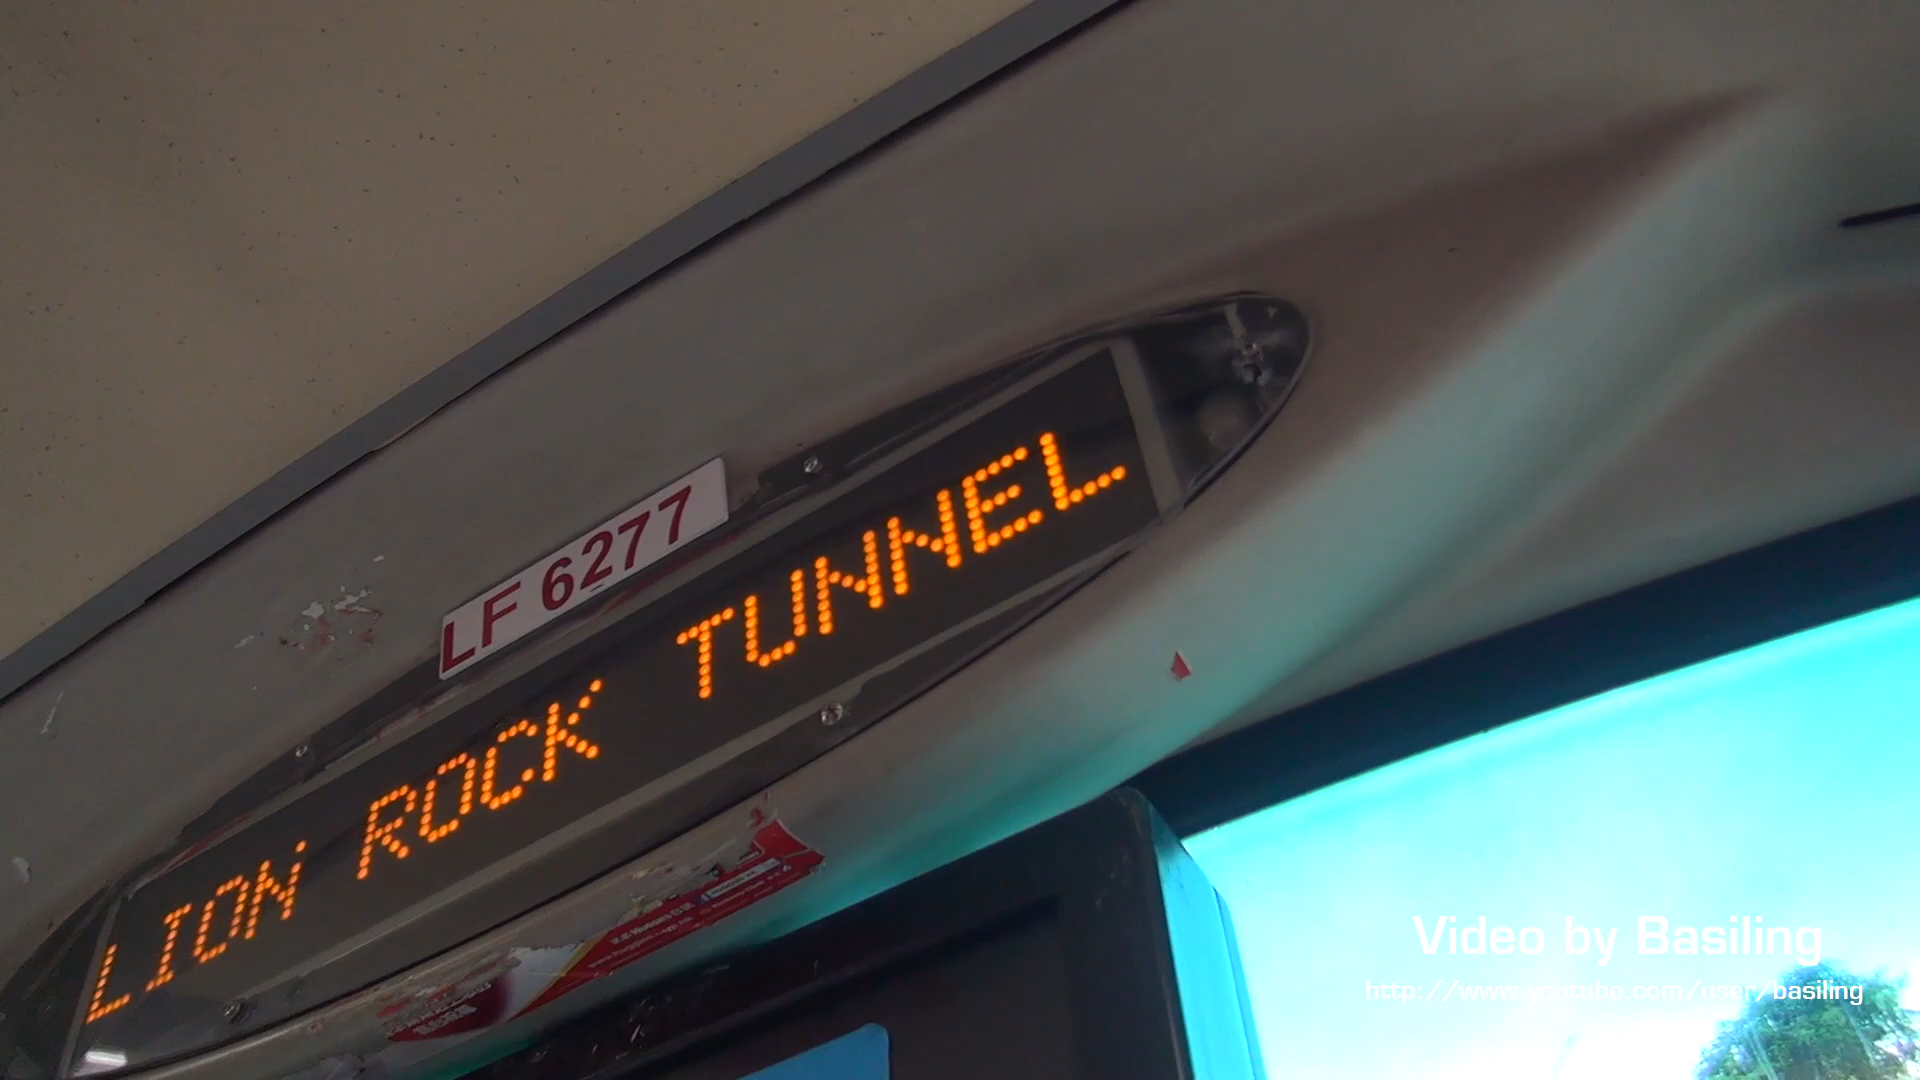 LF 6277
LION ROCK TUNNEL
Video by Basiling
http://www.youtube.com/user/basiling